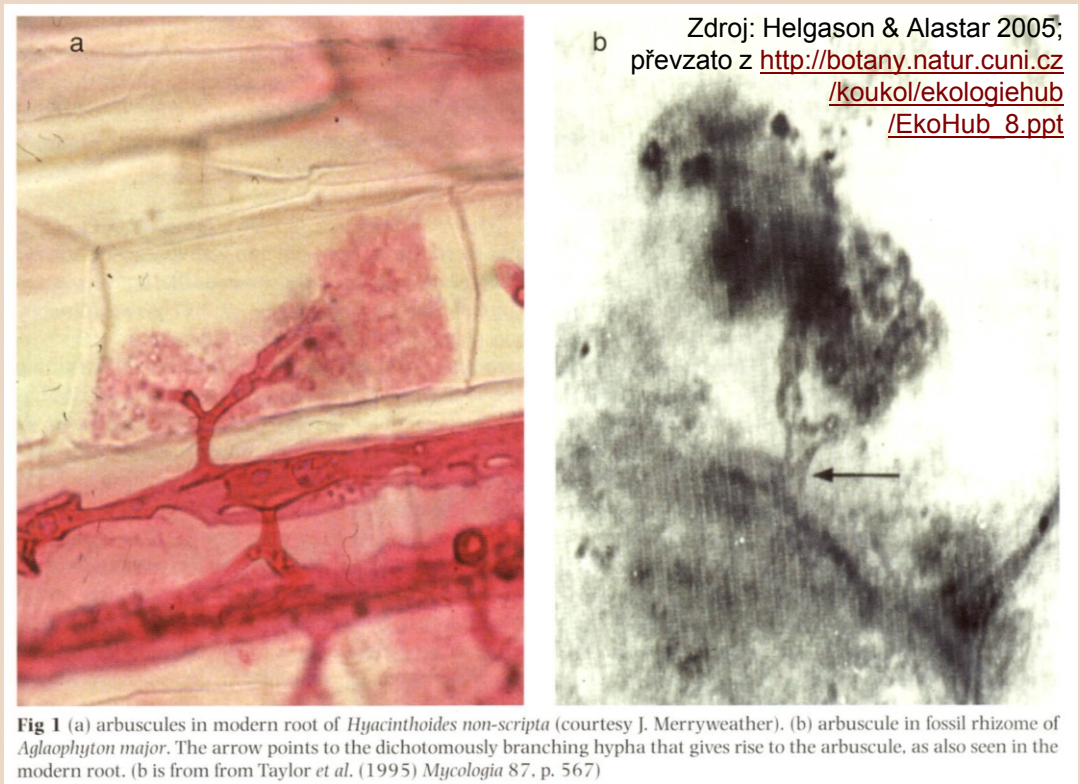 a
b
Zdroj: Helgason & Alastar 2005;
převzato z http://botany.natur.cuni.cz
/koukol/ekologiehub
/EkoHub_8.ppt
Fig 1 (a) arbuscules in modern root of Hyacinthoides non-scripta (courtesy J. Merryweather). (b) arbuscule in fossil rhizome of
Aglaophyton major. The arrow points to the dichotomously branching hypha that gives rise to the arbuscule, as also seen in the
modern root. (b is from from Taylor et al. (1995) Mycologia 87, p. 567)